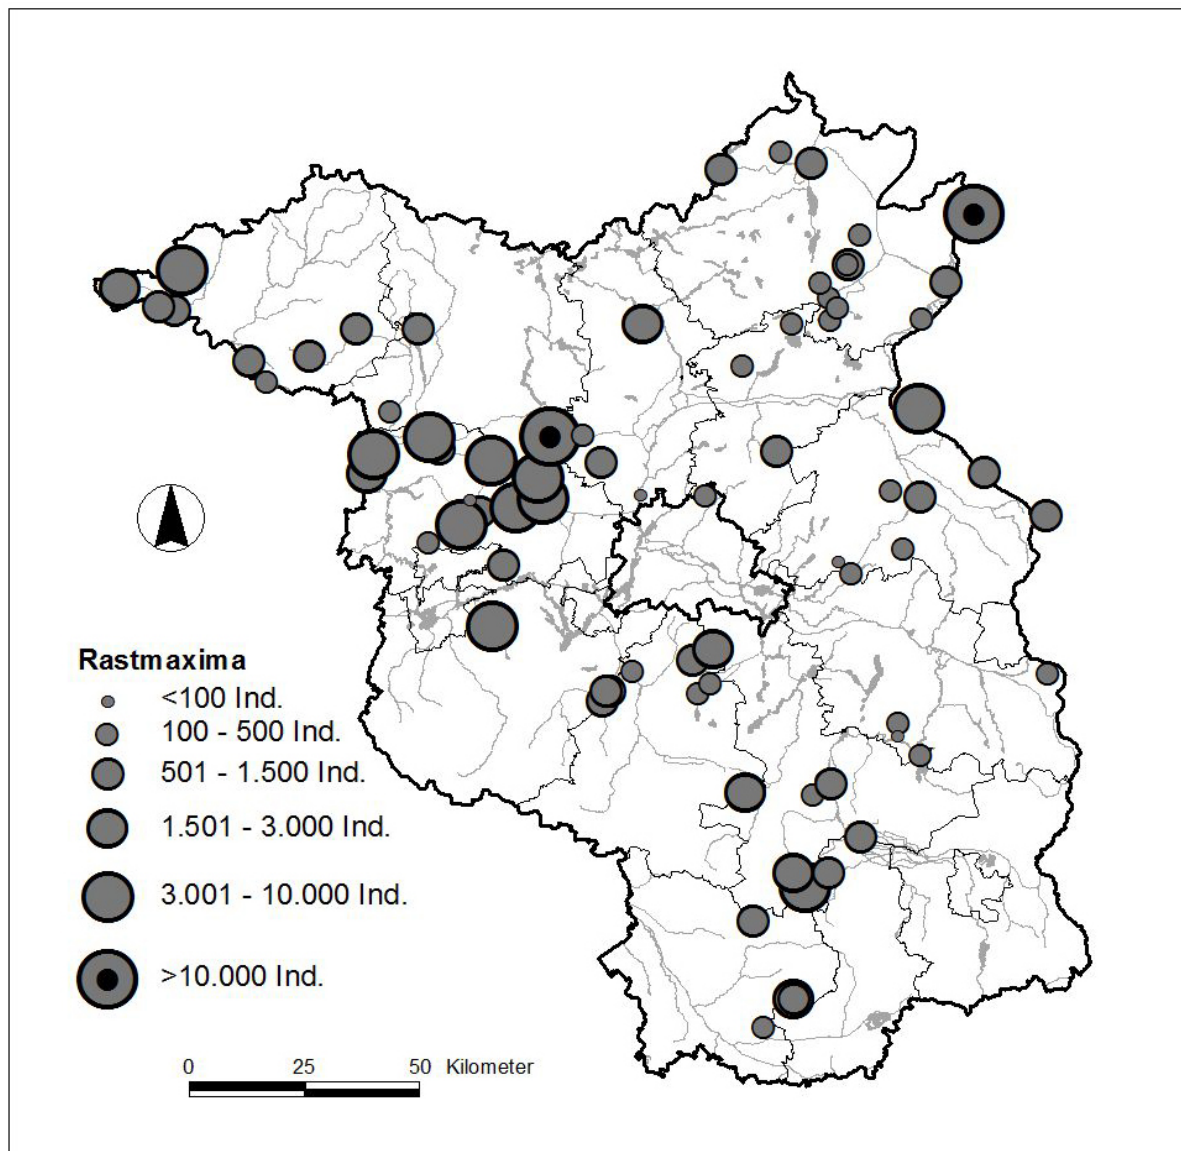 Rastmaxima
<100 Ind.
100 - 500 Ind.
501 - 1.500 Ind.
1.501 - 3.000 Ind.
3.001 - 10.000 Ind.
>10.000 Ind.
0 25 50 Kilometer